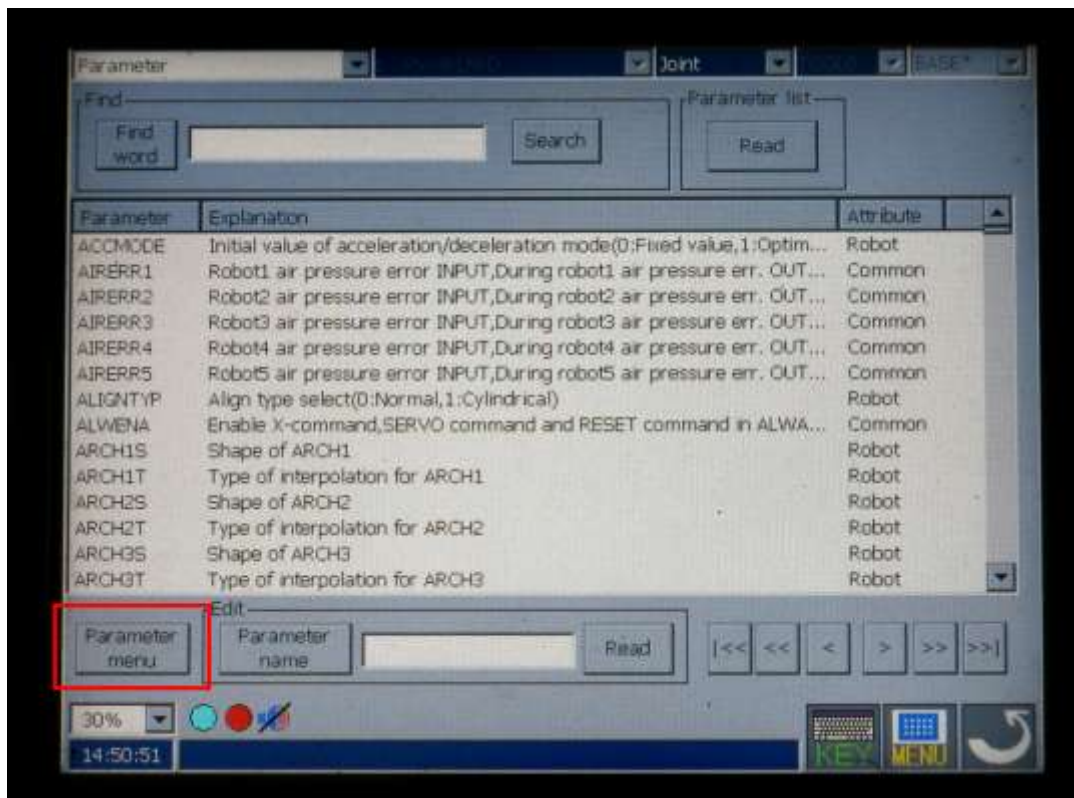 Parameter Joint BASE*
Find Parameter list
Find word Search Read
Parameter Explanation Attribute
ACCMODE Initial value of acceleration/deceleration mode(0:Fixed value,1:Optim... Robot
AIRERR1 Robot1 air pressure error INPUT,During robot1 air pressure err. OUT... Common
AIRERR2 Robot2 air pressure error INPUT,During robot2 air pressure err. OUT... Common
AIRERR3 Robot3 air pressure error INPUT,During robot3 air pressure err. OUT... Common
AIRERR4 Robot4 air pressure error INPUT,During robot4 air pressure err. OUT... Common
AIRERR5 Robot5 air pressure error INPUT,During robot5 air pressure err. OUT... Common
ALIGNTYP Align type select(0:Normal,1:Cylindrical) Robot
ALWENA Enable X-command,SERVO command and RESET command in ALWA... Common
ARCH1S Shape of ARCH1 Robot
ARCH1T Type of interpolation for ARCH1 Robot
ARCH2S Shape of ARCH2 Robot
ARCH2T Type of interpolation for ARCH2 Robot
ARCH3S Shape of ARCH3 Robot
ARCH3T Type of interpolation for ARCH3 Robot
Edit
Parameter menu Parameter name Read |<< << < > >> >>|
30%
14:50:51 KEY MENU